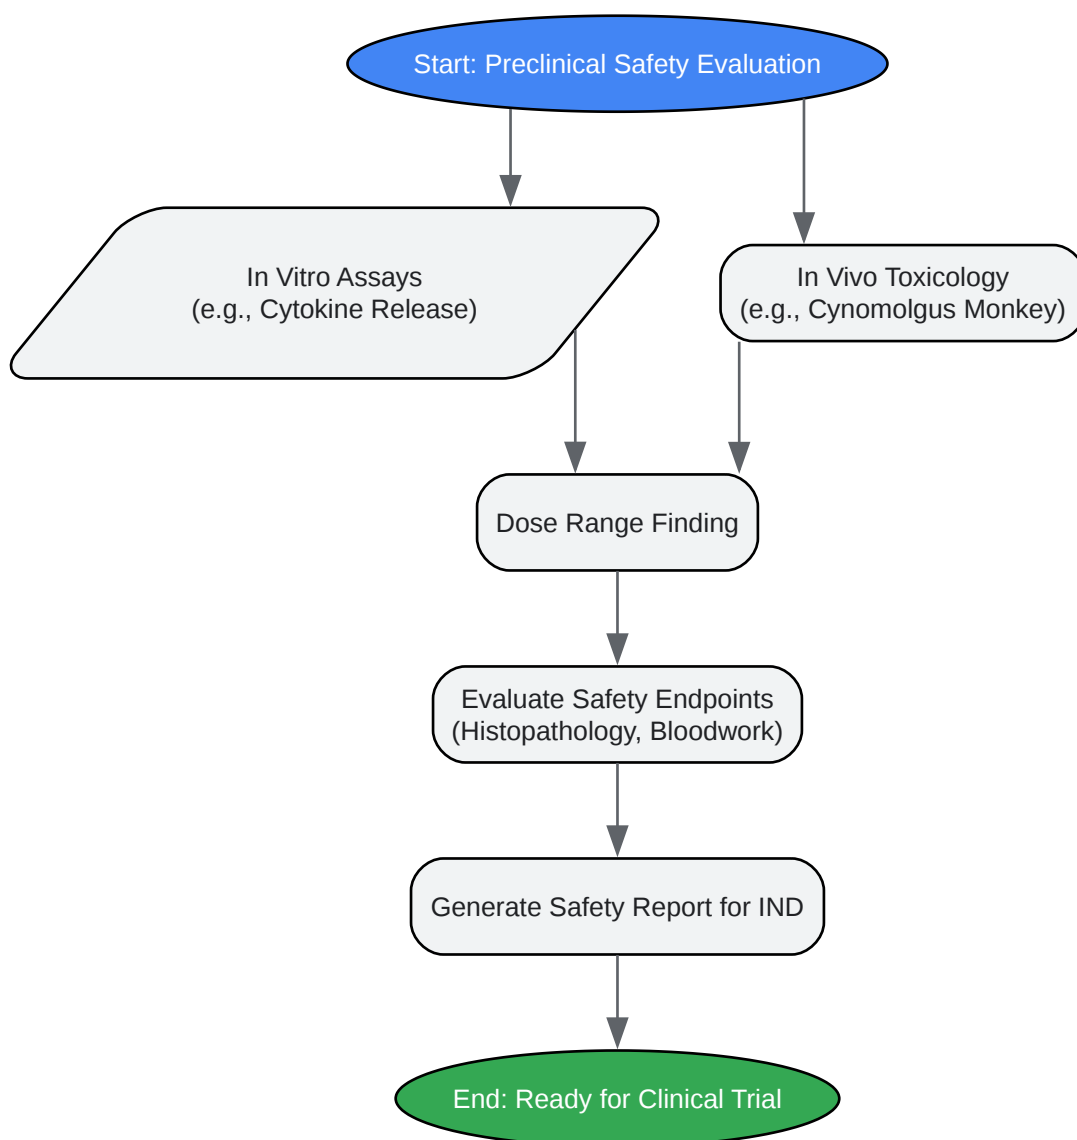 Start: Preclinical Safety Evaluation
In Vitro Assays
(e.g., Cytokine Release)
In Vivo Toxicology
(e.g., Cynomolgus Monkey)
Dose Range Finding
Evaluate Safety Endpoints
(Histopathology, Bloodwork)
Generate Safety Report for IND
End: Ready for Clinical Trial